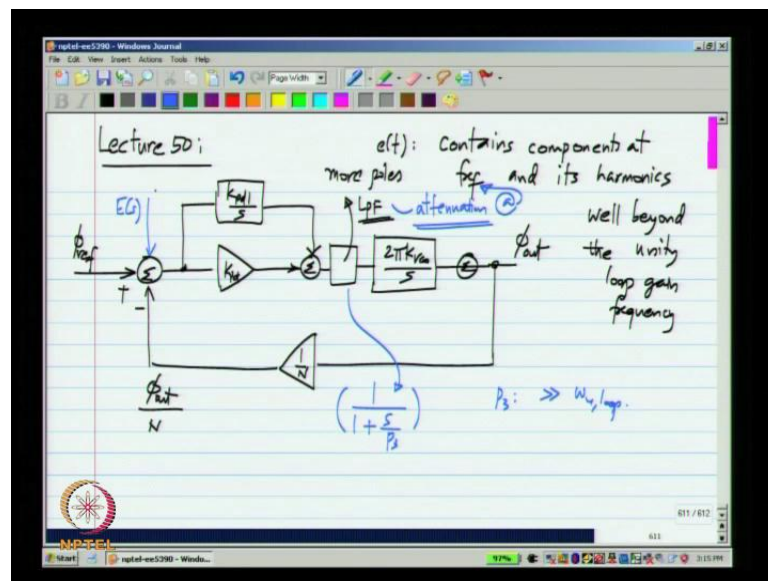 nptel-ee5390 - Windows Journal
File Edit View Insert Actions Tools Help
Page Width
B I
Lecture 50:
e(t): Contains components at
fref and its harmonics
more poles
LPF attenuation @
well beyond
the unity
loop gain
frequency
E(s)
ϕref
+
-
Σ
Σ
2πKvco
S
Σ
ϕout
1
N
ϕout
N
(1
1 + S
P3)
P3: >> ωu,loop.
611 / 612
611
NPTEL
Start
nptel-ee5390 - Windo...
97%
3:15 PM